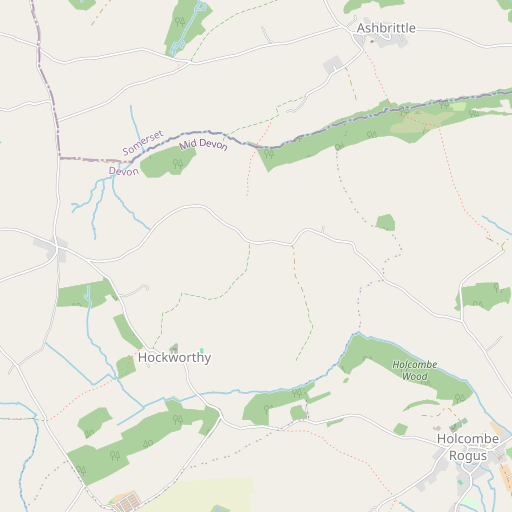 Ashbrittle
Somerset
Mid Devon
Devon
Hockworthy
Holcombe
Wood
Holcombe
Rogus